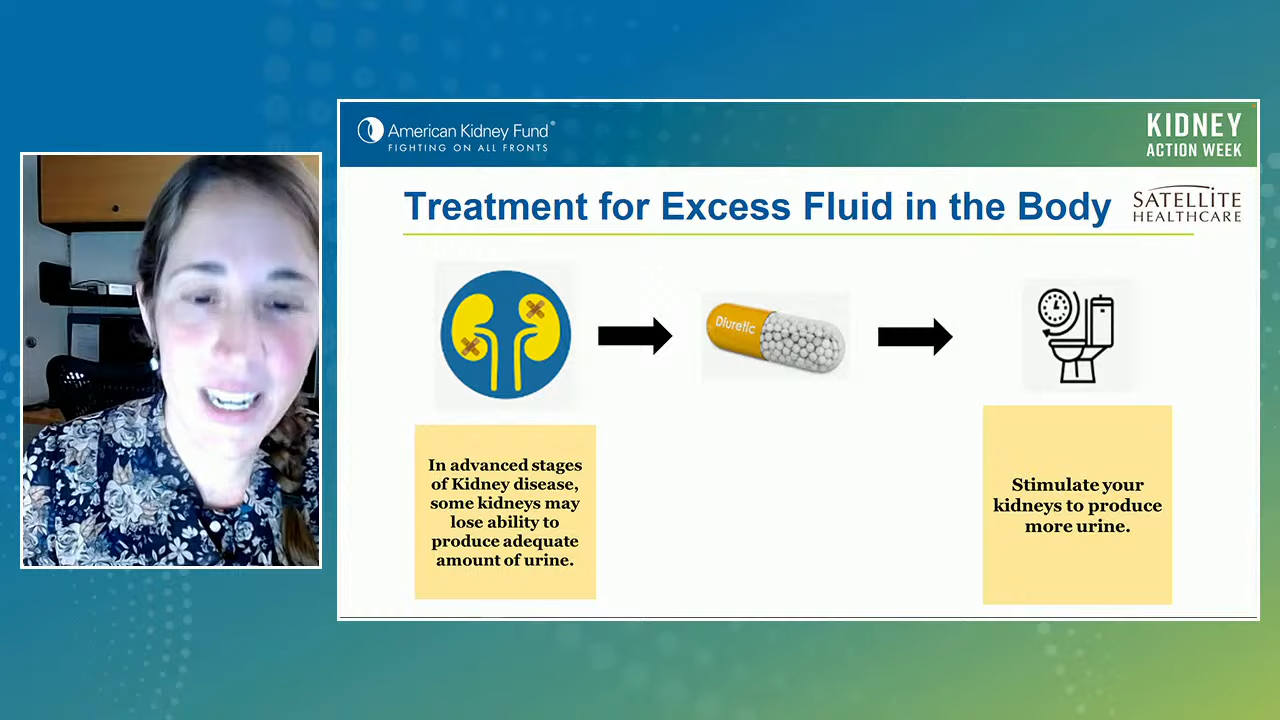 American Kidney Fund®
FIGHTING ON ALL FRONTS
KIDNEY
ACTION WEEK
Treatment for Excess Fluid in the Body
SATELLITE
HEALTHCARE
Diuretic
In advanced stages
of Kidney disease,
some kidneys may
lose ability to
produce adequate
amount of urine.
Stimulate your
kidneys to produce
more urine.